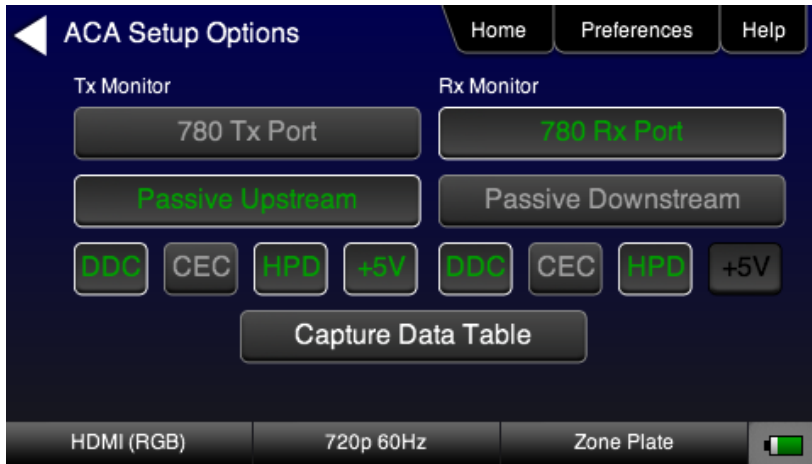 ACA Setup Options
Home
Preferences
Help
Tx Monitor
Rx Monitor
780 Tx Port
780 Rx Port
Passive Upstream
Passive Downstream
DDC CEC HPD +5V DDC CEC HPD +5V
Capture Data Table
HDMI (RGB)
720p 60Hz
Zone Plate